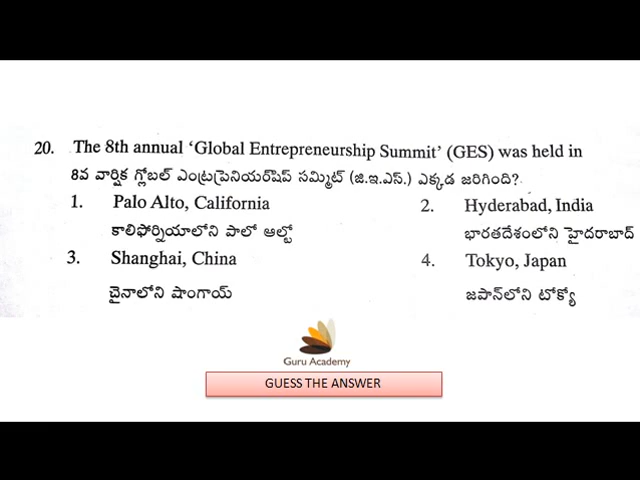 20. The 8th annual ‘Global Entrepreneurship Summit’ (GES) was held in
8వ వార్షిక గ్లోబల్ ఎంట్రప్రెనియర్‌షిప్ సమ్మిట్ (జి.ఇ.ఎస్.) ఎక్కడ జరిగింది?
1. Palo Alto, California 2. Hyderabad, India
కాలిఫోర్నియాలోని పాలో ఆల్టో భారతదేశంలోని హైదరాబాద్
3. Shanghai, China 4. Tokyo, Japan
చైనాలోని షాంగాయ్ జపాన్‌లోని టోక్యో
Guru Academy
GUESS THE ANSWER